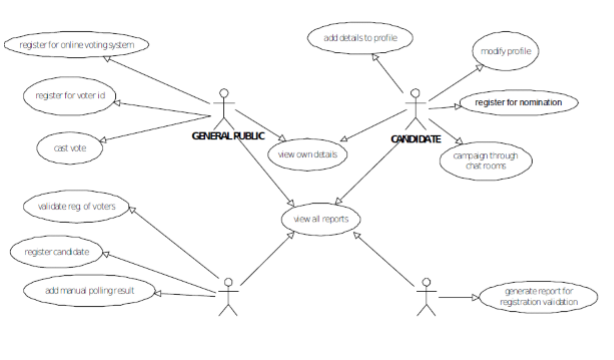 register for online voting system
add details to profile
modify profile
register for voter id
register for nomination
GENERAL PUBLIC
CANDIDATE
cast vote
view own details
campaign through
chat rooms
validate reg. of voters
view all reports
register candidate
add manual polling result
generate report for
registration validation